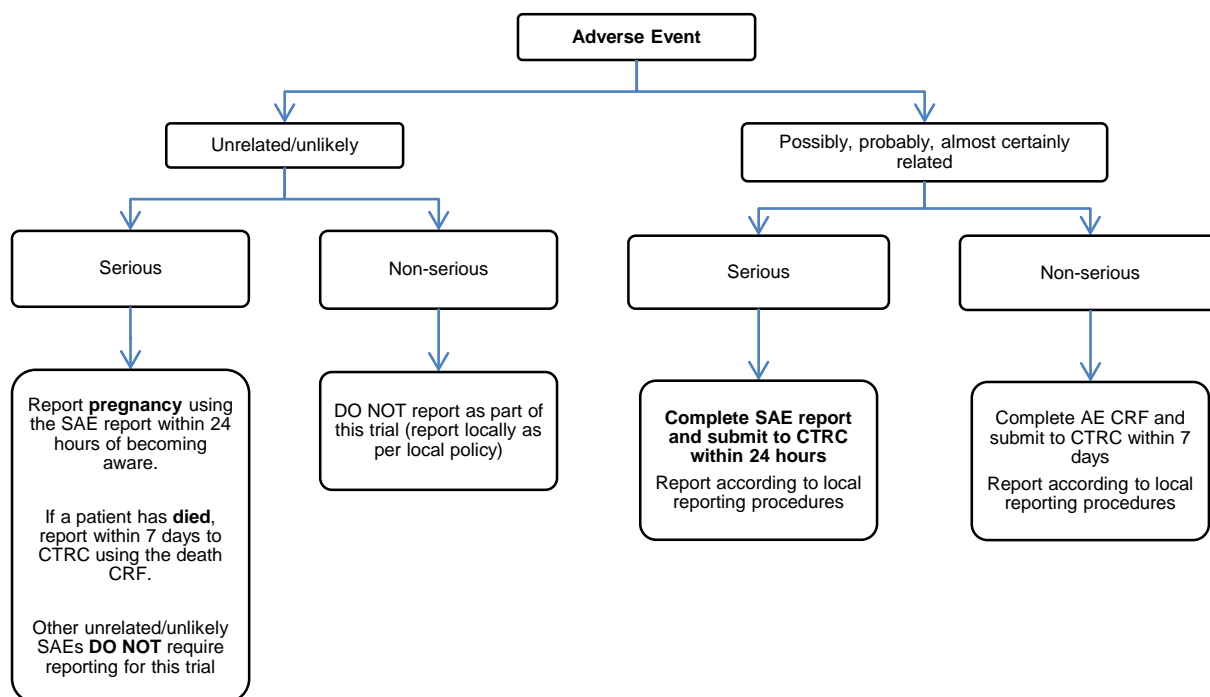 Adverse Event
Unrelated/unlikely
Possibly, probably, almost certainly
related
Serious
Non-serious
Serious
Non-serious
Report pregnancy using
the SAE report within 24
hours of becoming
aware.
If a patient has died,
report within 7 days to
CTRC using the death
CRF.
Other unrelated/unlikely
SAEs DO NOT require
reporting for this trial
DO NOT report as part of
this trial (report locally as
per local policy)
Complete SAE report
and submit to CTRC
within 24 hours
Report according to local
reporting procedures
Complete AE CRF and
submit to CTRC within 7
days
Report according to local
reporting procedures